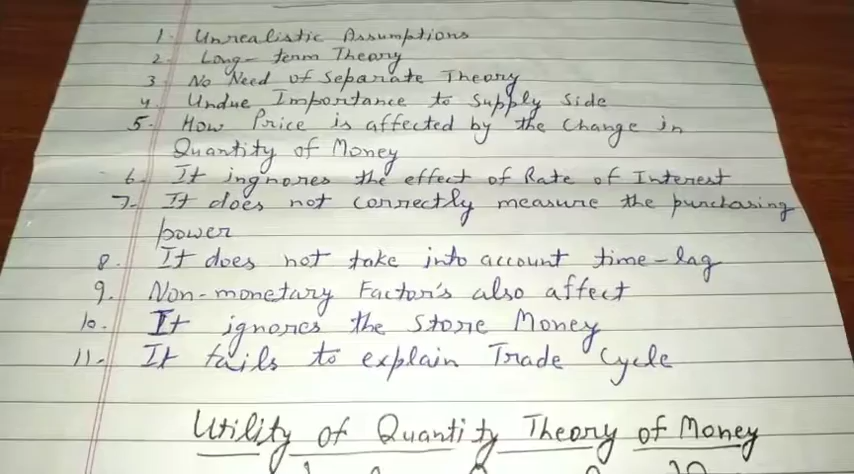 1. Unrealistic Assumptions
2. Long-term Theory
3. No Need of Separate Theory
4. Undue Importance to Supply Side
5. How Price is affected by the Change in
Quantity of Money
6. It ingnores the effect of Rate of Interest
7. It does not correctly measure the purchasing
power
8. It does not take into account time-lag
9. Non-monetary Factor's also affect
10. It ignores the Store Money
11. It fails to explain Trade Cycle
Utility of Quantity Theory of Money